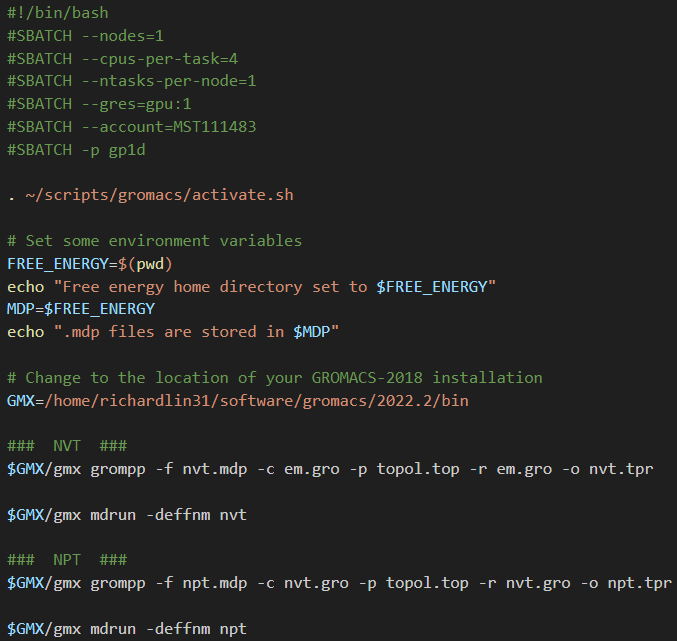 #!/bin/bash
#SBATCH --nodes=1
#SBATCH --cpus-per-task=4
#SBATCH --ntasks-per-node=1
#SBATCH --gres=gpu:1
#SBATCH --account=MST111483
#SBATCH -p gp1d
. ~/scripts/gromacs/activate.sh
# Set some environment variables
FREE_ENERGY=$(pwd)
echo "Free energy home directory set to $FREE_ENERGY"
MDP=$FREE_ENERGY
echo ".mdp files are stored in $MDP"
# Change to the location of your GROMACS-2018 installation
GMX=/home/richardlin31/software/gromacs/2022.2/bin
###  NVT  ###
$GMX/gmx grompp -f nvt.mdp -c em.gro -p topol.top -r em.gro -o nvt.tpr
$GMX/gmx mdrun -deffnm nvt
###  NPT  ###
$GMX/gmx grompp -f npt.mdp -c nvt.gro -p topol.top -r nvt.gro -o npt.tpr
$GMX/gmx mdrun -deffnm npt